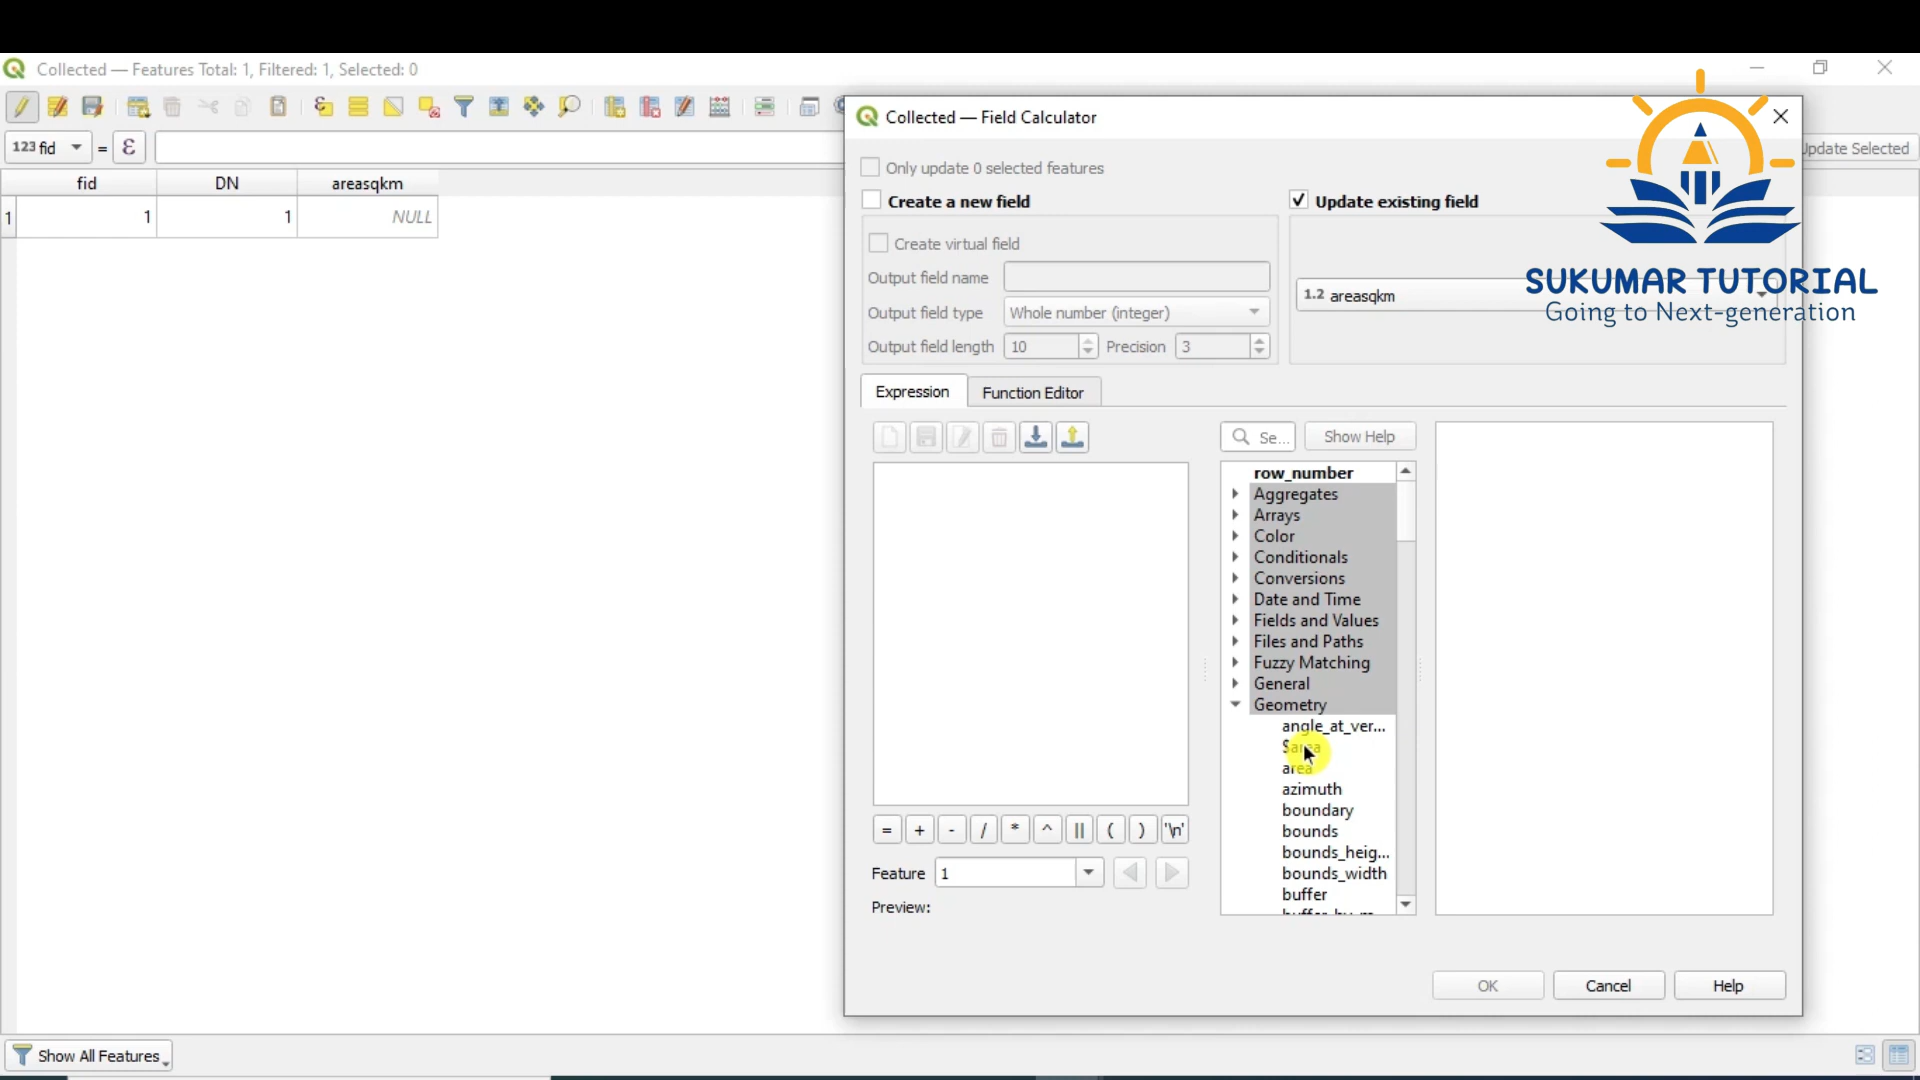 Collected — Features Total: 1, Filtered: 1, Selected: 0
123 fid = ε
Update Selected
fid DN areasqkm
1 1 1 NULL
Collected — Field Calculator
Only update 0 selected features
Create a new field
Update existing field
Create virtual field
Output field name
1.2 areasqkm
Output field type Whole number (integer)
Output field length 10 Precision 3
SUKUMAR TUTORIAL
Going to Next-generation
Expression Function Editor
Se... Show Help
row_number
Aggregates
Arrays
Color
Conditionals
Conversions
Date and Time
Fields and Values
Files and Paths
Fuzzy Matching
General
Geometry
angle_at_ver...
$area
area
azimuth
boundary
bounds
bounds_heig...
bounds_width
buffer
= + - / * ^ || ( ) '\n'
Feature 1
Preview:
OK Cancel Help
Show All Features